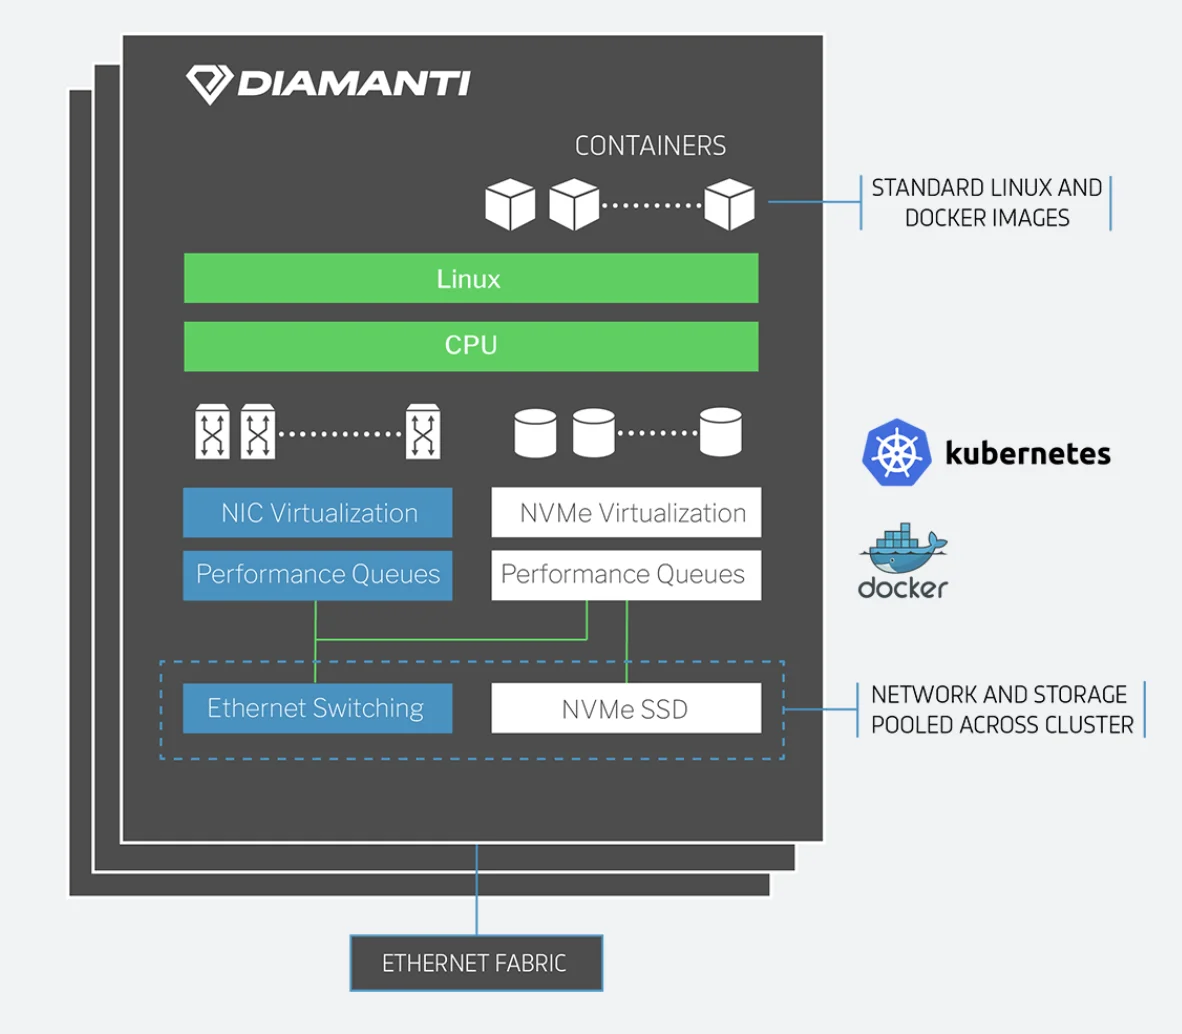 DIAMANTI
CONTAINERS
STANDARD LINUX AND
DOCKER IMAGES
Linux
CPU
kubernetes
NIC Virtualization
NVMe Virtualization
Performance Queues
Performance Queues
docker
Ethernet Switching
NVMe SSD
NETWORK AND STORAGE
POOLED ACROSS CLUSTER
ETHERNET FABRIC